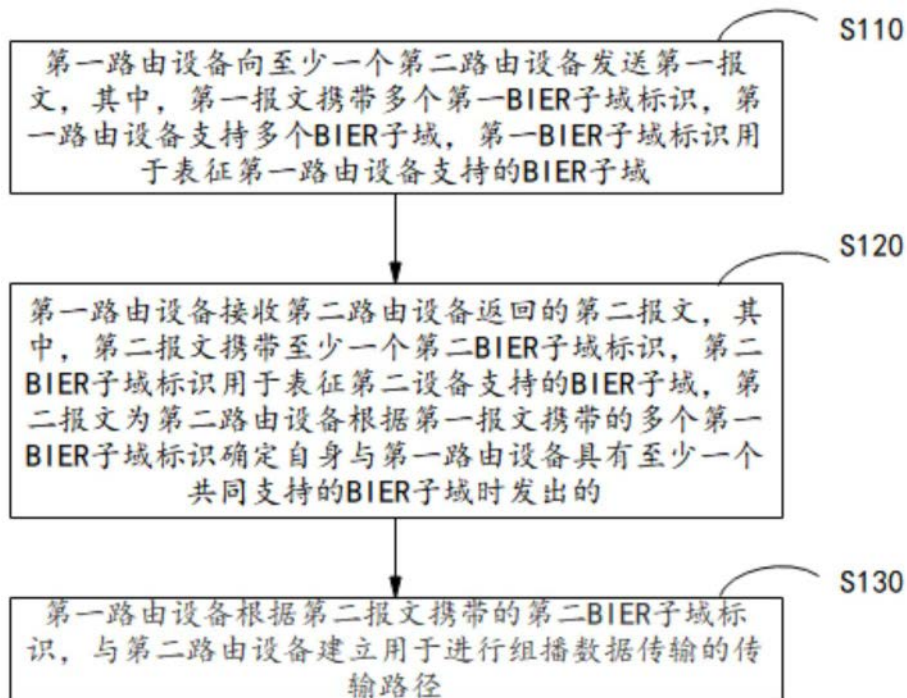 S110
第一路由设备向至少一个第二路由设备发送第一报
文，其中，第一报文携带多个第一BIER子域标识，第
一路由设备支持多个BIER子域，第一BIER子域标识用
于表征第一路由设备支持的BIER子域
S120
第一路由设备接收第二路由设备返回的第二报文，其
中，第二报文携带至少一个第二BIER子域标识，第二
BIER子域标识用于表征第二设备支持的BIER子域，第
二报文为第二路由设备根据第一报文携带的多个第一
BIER子域标识确定自身与第一路由设备具有至少一个
共同支持的BIER子域时发出的
S130
第一路由设备根据第二报文携带的第二BIER子域标
识，与第二路由设备建立用于进行组播数据传输的传
输路径